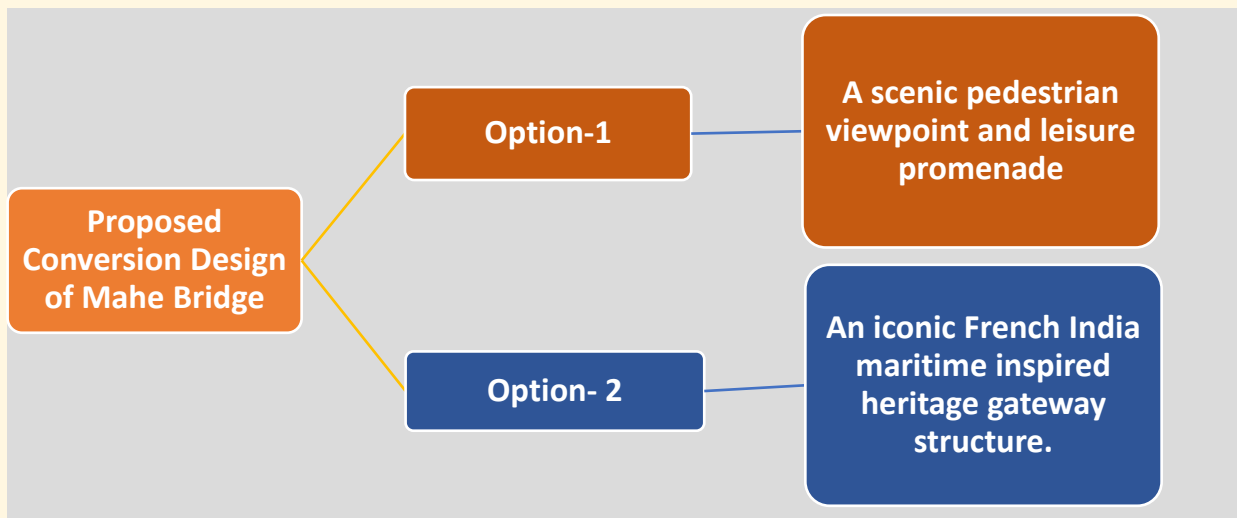 Proposed
Conversion Design
of Mahe Bridge
Option-1
A scenic pedestrian
viewpoint and leisure
promenade
Option- 2
An iconic French India
maritime inspired
heritage gateway
structure.